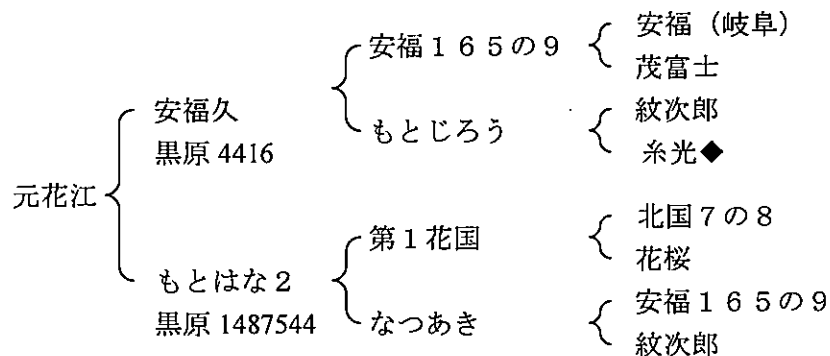 元花江
安福久
黒原 4416
もとはな２
黒原 1487544
安福１６５の９
もとじろう
第１花国
なつあき
安福（岐阜）
茂富士
紋次郎
糸光◆
北国７の８
花桜
安福１６５の９
紋次郎